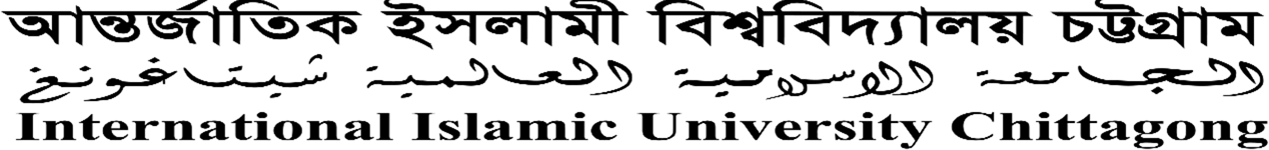 আন্তর্জাতিক ইসলামী বিশ্ববিদ্যালয় চট্টগ্রাম
الجامعة الإسلامية العالمية شيتاغونغ
International Islamic University Chittagong